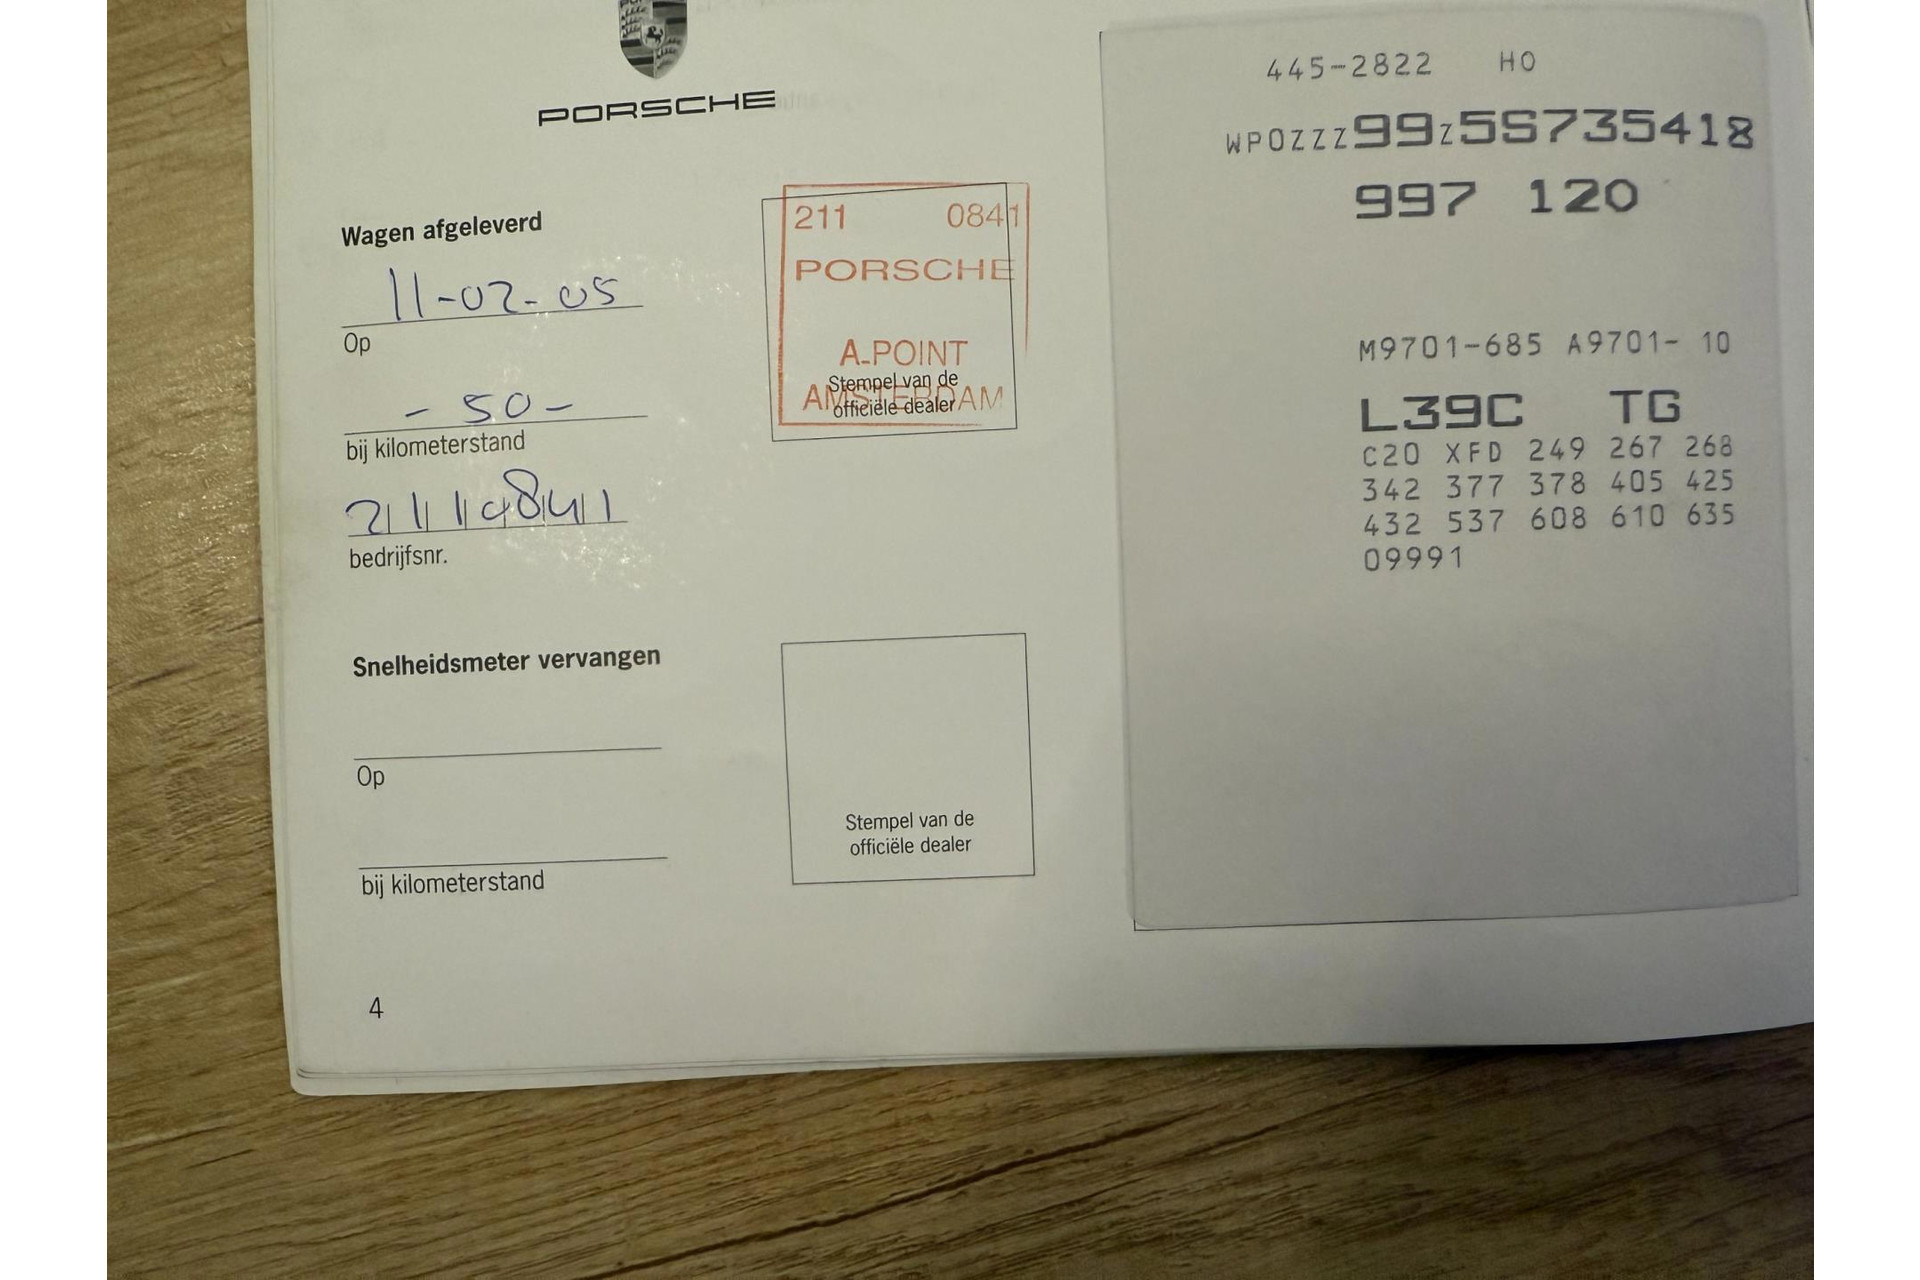 PORSCHE
Wagen afgeleverd
11-02-05
Op
- 50 -
bij kilometerstand
2110841
bedrijfsnr.
211 0841
PORSCHE
A-POINT
AMSTERDAM
Stempel van de
officiële dealer
Snelheidsmeter vervangen
Op
bij kilometerstand
Stempel van de
officiële dealer
4
445-2822 HO
WP0ZZZ99Z5S735418
997 120
M9701-685 A9701- 10
L39C TG
C20 XFD 249 267 268
342 377 378 405 425
432 537 608 610 635
09991